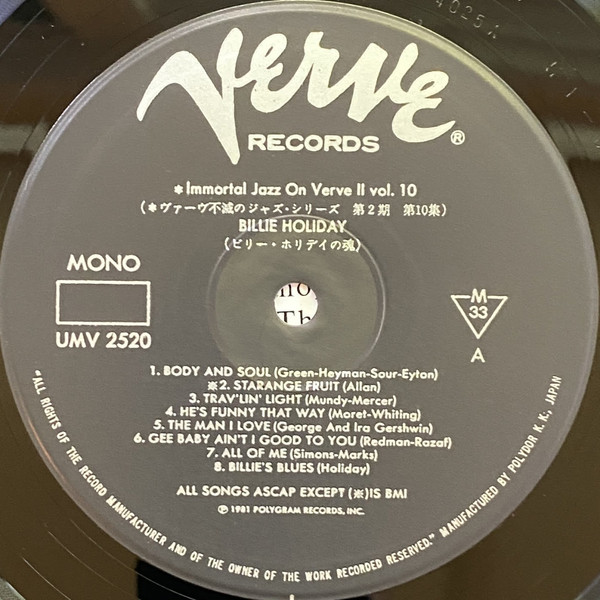 Verve
RECORDS ®
* Immortal Jazz On Verve II vol. 10
(*ヴァーヴ不滅のジャズ・シリーズ 第2期 第10集)
BILLIE HOLIDAY
(ビリー・ホリデイの魂)
MONO
UMV 2520
M
33
A
1. BODY AND SOUL (Green-Heyman-Sour-Eyton)
※2. STARANGE FRUIT (Allan)
3. TRAV'LIN' LIGHT (Mundy-Mercer)
4. HE'S FUNNY THAT WAY (Moret-Whiting)
5. THE MAN I LOVE (George And Ira Gershwin)
6. GEE BABY AIN'T I GOOD TO YOU (Redman-Razaf)
7. ALL OF ME (Simons-Marks)
8. BILLIE'S BLUES (Holiday)
ALL SONGS ASCAP EXCEPT (※)IS BMI
℗ 1981 POLYGRAM RECORDS, INC.
"ALL RIGHTS OF THE RECORD MANUFACTURER AND OF THE OWNER OF THE WORK RECORDED RESERVED." MANUFACTURED BY POLYDOR K. K., JAPAN
Th